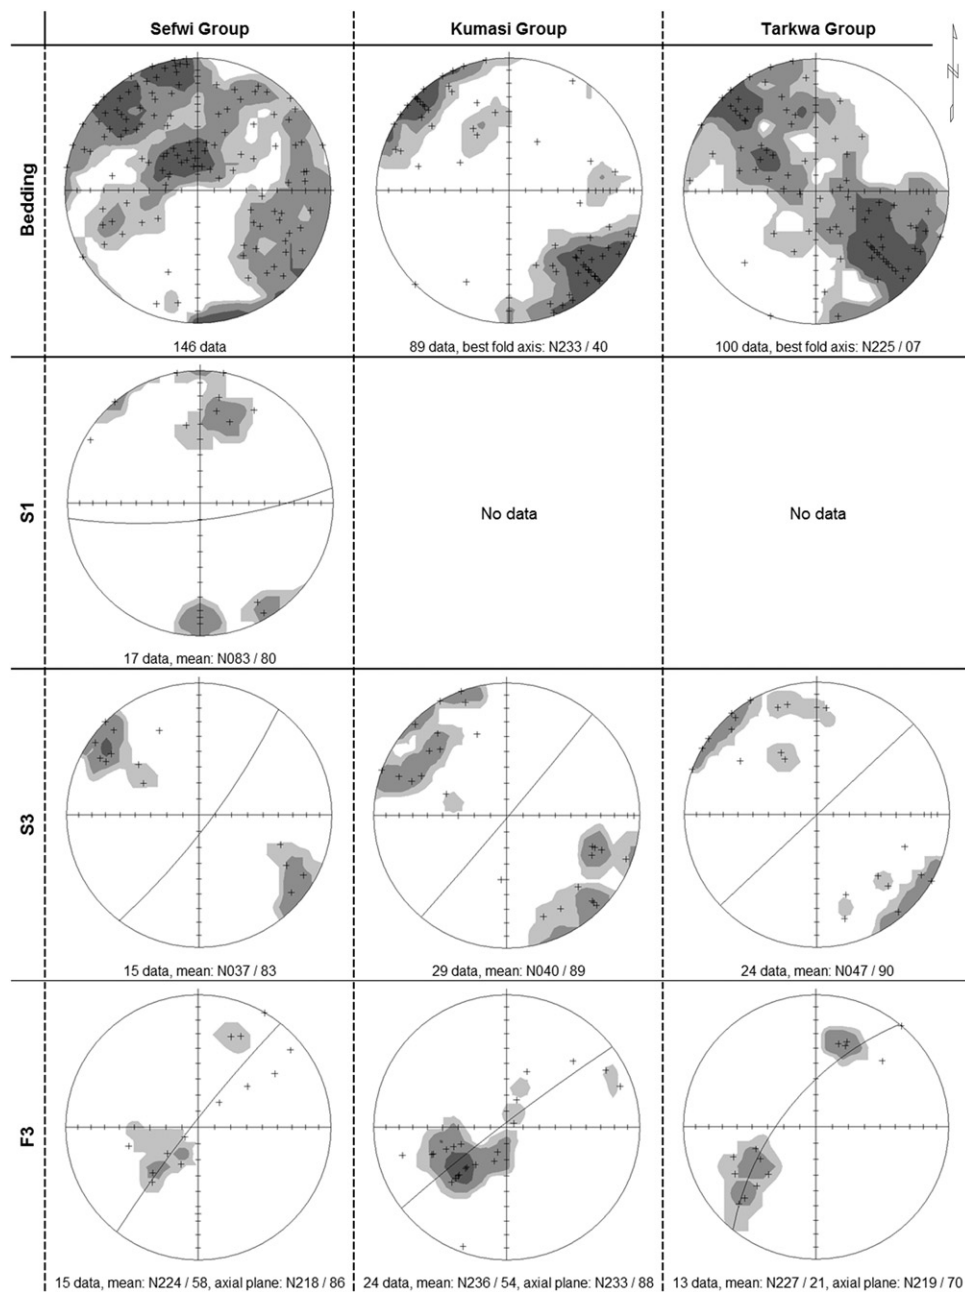 Sefwi Group Kumasi Group Tarkwa Group
N
Bedding
146 data 89 data, best fold axis: N233 / 40 100 data, best fold axis: N225 / 07
S1
No data No data
17 data, mean: N083 / 80
S3
15 data, mean: N037 / 83 29 data, mean: N040 / 89 24 data, mean: N047 / 90
F3
15 data, mean: N224 / 58, axial plane: N218 / 86 24 data, mean: N236 / 54, axial plane: N233 / 88 13 data, mean: N227 / 21, axial plane: N219 / 70